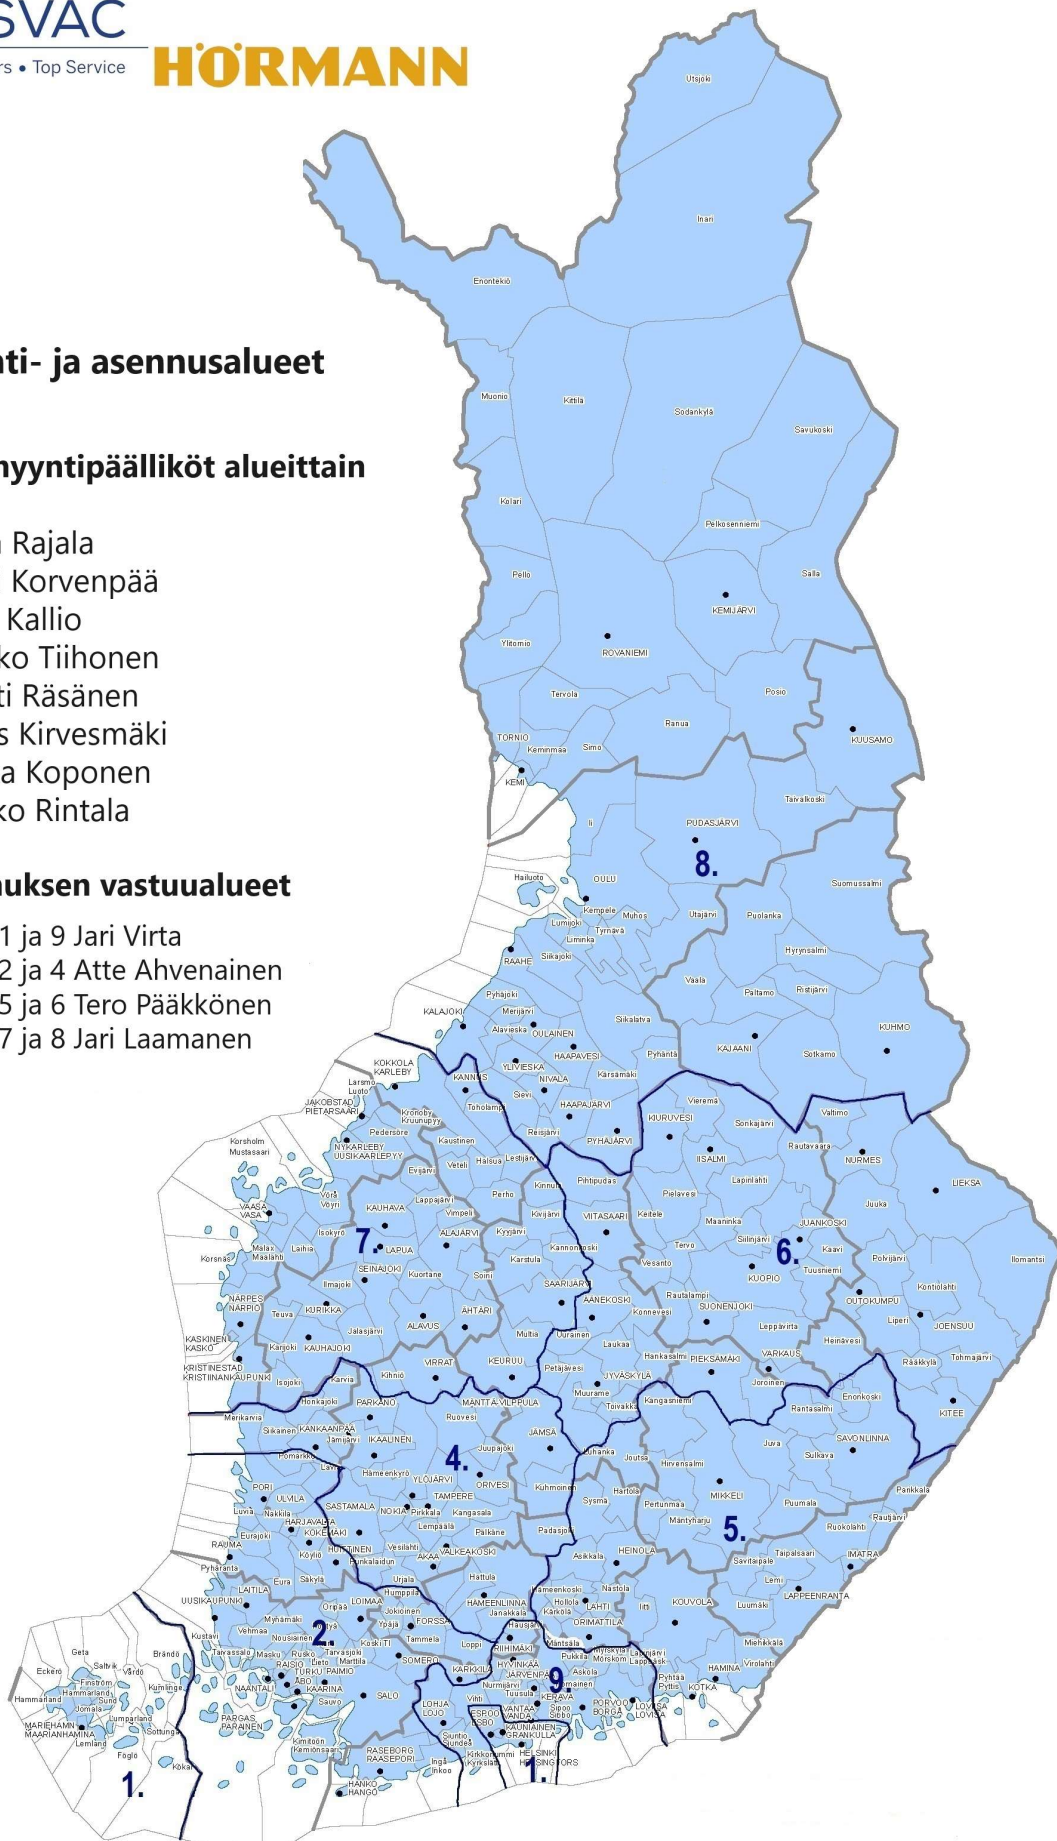 SVAC
rs • Top Service
HÖRMANN
nti- ja asennusalueet
nyyntipäälliköt alueittain
Rajala
Korvenpää
Kallio
ko Tiihonen
ti Räsänen
s Kirvesmäki
a Koponen
ko Rintala
uksen vastuualueet
1 ja 9 Jari Virta
2 ja 4 Atte Ahvenainen
5 ja 6 Tero Pääkkönen
7 ja 8 Jari Laamanen
Utsjoki
Inari
Enontekiö
Muonio
Kittilä
Sodankylä
Savukoski
Kolari
Pelkosenniemi
Pello
Salla
KEMIJÄRVI
Ylitornio
ROVANIEMI
Tervola
Posio
Ranua
TORNIO
Keminmaa
Simo
KUUSAMO
KEMI
Taivalkoski
Ii
PUDASJÄRVI
8.
Hailuoto
OULU
Suomussalmi
Kempele
Muhos
Utajärvi
Puolanka
Lumijoki
Tyrnävä
Liminka
RAAHE
Siikajoki
Hyrynsalmi
Vaala
Paltamo
Ristijärvi
Pyhäjoki
KALAJOKI
Merijärvi
Siikalatva
Alavieska
OULAINEN
KUHMO
HAAPAVESI
Pyhäntä
KAJAANI
Sotkamo
KOKKOLA
KARLEBY
YLIVIESKA
Kärsämäki
KANNUS
NIVALA
Larsmo
Luoto
Sievi
JAKOBSTAD
PIETARSAARI
Toholampi
HAAPAJÄRVI
Vieremä
Kronoby
Kruunupyy
KIURUVESI
Sonkajärvi
Valtimo
Pedersöre
Reisjärvi
PYHÄJÄRVI
Korsholm
Mustasaari
NYKARLEBY
UUSIKAARLEPYY
Kaustinen
Rautavaara
Halsua
Lestijärvi
IISALMI
NURMES
Evijärvi
Veteli
Pihtipudas
Lapinlahti
LIEKSA
Kinnula
Pielavesi
Vörå
Vöyri
Lappajärvi
Perho
Juuka
VAASA
VASA
KAUHAVA
Vimpeli
Kivijärvi
VIITASAARI
Keitele
Maaninka
JUANKOSKI
Isokyrö
ALAJÄRVI
Kyyjärvi
Siilinjärvi
Korsnäs
Malax
Maalahti
Laihia
7.
LAPUA
Kannonkoski
Tervo
6.
Kaavi
Polvijärvi
Ilomantsi
Karstula
Vesanto
Tuusniemi
SEINÄJOKI
Kuortane
Soini
KUOPIO
Ilmajoki
SAARIJÄRVI
Kontiolahti
NÄRPES
NÄRPIÖ
Rautalampi
OUTOKUMPU
Teuva
KURIKKA
ÄHTÄRI
ÄÄNEKOSKI
Konnevesi
SUONENJOKI
Liperi
JOENSUU
ALAVUS
Leppävirta
KASKINEN
KASKÖ
Karijoki
KAUHAJOKI
Jalasjärvi
Multia
Uurainen
Laukaa
Heinävesi
KRISTINESTAD
KRISTIINANKAUPUNKI
VIRRAT
KEURUU
Petäjävesi
Hankasalmi
PIEKSÄMÄKI
VARKAUS
Rääkkylä
Tohmajärvi
Isojoki
Karvia
Kihniö
JYVÄSKYLÄ
Joroinen
Honkajoki
PARKANO
MÄNTTÄ-VILPPULA
Muurame
Toivakka
Kangasniemi
Enonkoski
Rantasalmi
KITEE
Merikarvia
Ruovesi
Siikainen
KANKAANPÄÄ
Jämijärvi
IKAALINEN
JÄMSÄ
Juva
SAVONLINNA
Pomarkku
Lavia
4.
Juupajoki
Luhanka
Joutsa
Hirvensalmi
Sulkava
Hämeenkyrö
YLÖJÄRVI
ORIVESI
Kuhmoinen
MIKKELI
Parikkala
PORI
ULVILA
TAMPERE
Sysmä
Hartola
Pertunmaa
Puumala
SASTAMALA
NOKIA
Pirkkala
Kangasala
Mäntyharju
5.
Luvia
Nakkila
HARJAVALTA
Lempäälä
Ruokolahti
Rautjärvi
Eurajoki
KOKEMÄKI
Pälkäne
Padasjoki
RAUMA
HUITTINEN
Vesilahti
VALKEAKOSKI
HEINOLA
Taipalsaari
IMATRA
Köyliö
Punkalaidun
AKAA
Asikkala
Savitaipale
Pyhäranta
Eura
Säkylä
Urjala
Hattula
Lemi
LAITILA
Humppila
HÄMEENLINNA
Hämeenkoski
Nastola
LAPPEENRANTA
UUSIKAUPUNKI
Oripää
LOIMAA
Jokioinen
Janakkala
Hollola
LAHTI
Iitti
KOUVOLA
Luumäki
Kärkölä
Myhämäki
FORSSA
Hausjärvi
ORIMATTILA
Kustavi
Vehmaa
2.
Ypäjä
Nousiainen
Koski Tl
Tammela
Loppi
RIIHIMÄKI
Mäntsälä
Miehikkälä
Taivassalo
Masku
Rusko
Tarvasjoki
Pukkila
Myrskylä
Mörskom
Lapinjärvi
Lappträsk
Virolahti
RAISIO
Lieto
Marttila
SOMERO
KARKKILA
HYVINKÄÄ
9.
Askola
HAMINA
TURKU
ÅBO
PAIMIO
JÄRVENPÄÄ
Pyhtää
Pyttis
KOTKA
NAANTALI
KAARINA
Nurmijärvi
Tuusula
KERAVA
SALO
Sauvo
LOHJA
LOJO
Vihti
VANTAA
VANDA
Sipoo
Sibbo
PORVOO
BORGÅ
LOVIISA
LOVISA
ESPOO
ESBO
PARGAS
PARAINEN
Kimitoön
Kemiönsaari
Siuntio
Sjundeå
KAUNIAINEN
GRANKULLA
HELSINKI
HELSINGFORS
Kirkkonummi
Kyrkslätt
RASEBORG
RAASEPORI
Ingå
Inkoo
1.
HANKO
HANGÖ
Geta
Brändö
Eckerö
Saltvik
Vårdö
Finström
Kumlinge
Hammarland
Sund
Jomala
Lumparland
MARIEHAMN
MAARIANHAMINA
Lemland
Sottunga
Föglö
Kökar
1.